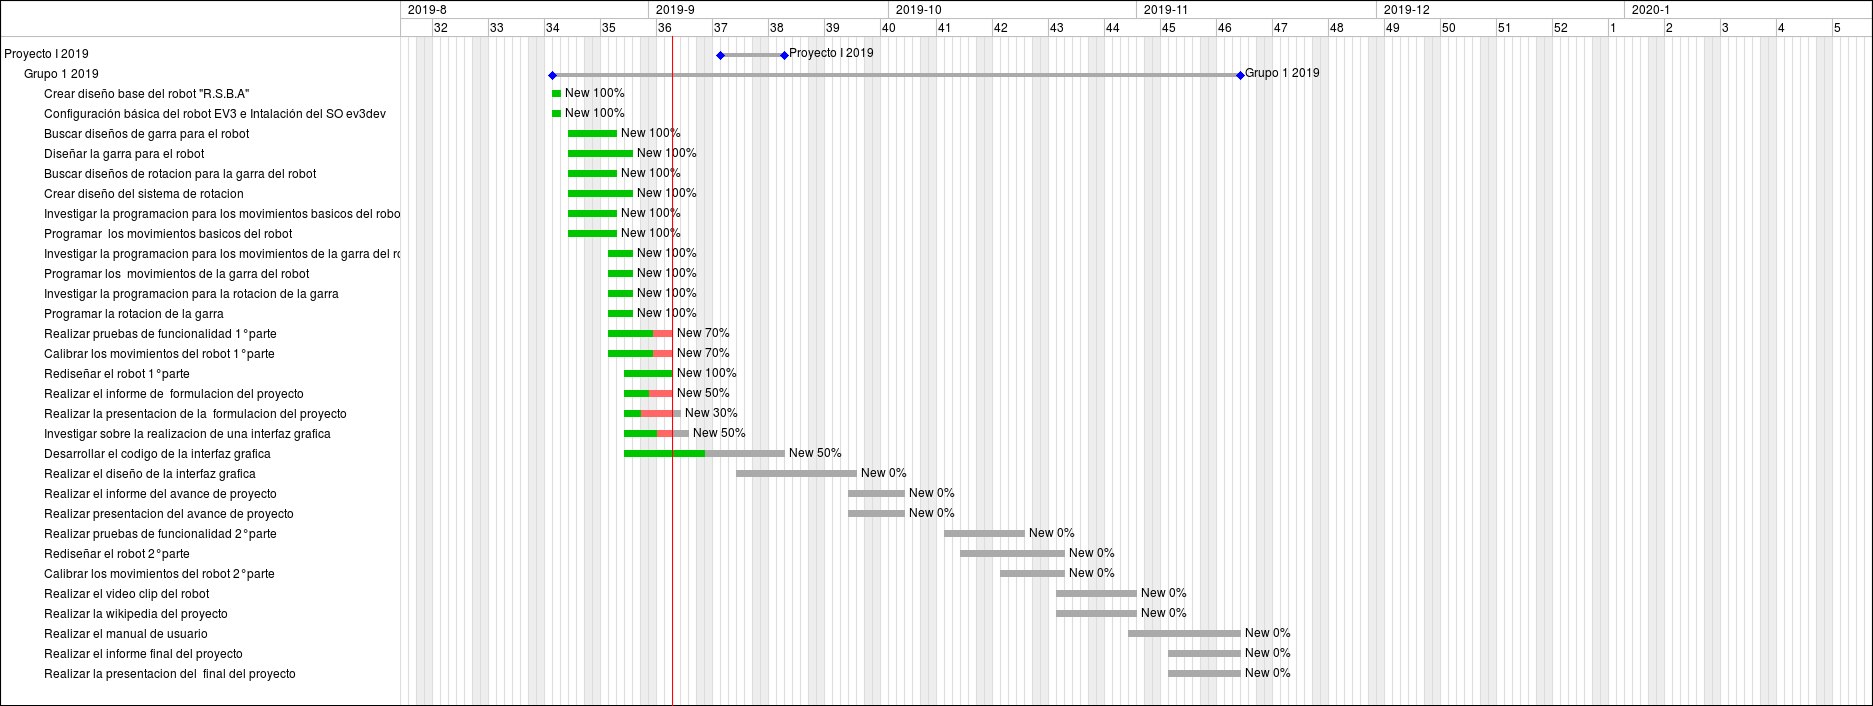 2019-8 2019-9 2019-10 2019-11 2019-12 2020-1
32 33 34 35 36 37 38 39 40 41 42 43 44 45 46 47 48 49 50 51 52 1 2 3 4 5
Proyecto I 2019 Proyecto I 2019
Grupo 1 2019 Grupo 1 2019
Crear diseño base del robot "R.S.B.A" New 100%
Configuración básica del robot EV3 e Intalación del SO ev3dev New 100%
Buscar diseños de garra para el robot New 100%
Diseñar la garra para el robot New 100%
Buscar diseños de rotacion para la garra del robot New 100%
Crear diseño del sistema de rotacion New 100%
Investigar la programacion para los movimientos basicos del robo New 100%
Programar  los movimientos basicos del robot New 100%
Investigar la programacion para los movimientos de la garra del ro New 100%
Programar los  movimientos de la garra del robot New 100%
Investigar la programacion para la rotacion de la garra New 100%
Programar la rotacion de la garra New 100%
Realizar pruebas de funcionalidad 1°parte New 70%
Calibrar los movimientos del robot 1°parte New 70%
Rediseñar el robot 1°parte New 100%
Realizar el informe de  formulacion del proyecto New 50%
Realizar la presentacion de la  formulacion del proyecto New 30%
Investigar sobre la realizacion de una interfaz grafica New 50%
Desarrollar el codigo de la interfaz grafica New 50%
Realizar el diseño de la interfaz grafica New 0%
Realizar el informe del avance de proyecto New 0%
Realizar presentacion del avance de proyecto New 0%
Realizar pruebas de funcionalidad 2°parte New 0%
Rediseñar el robot 2°parte New 0%
Calibrar los movimientos del robot 2°parte New 0%
Realizar el video clip del robot New 0%
Realizar la wikipedia del proyecto New 0%
Realizar el manual de usuario New 0%
Realizar el informe final del proyecto New 0%
Realizar la presentacion del  final del proyecto New 0%